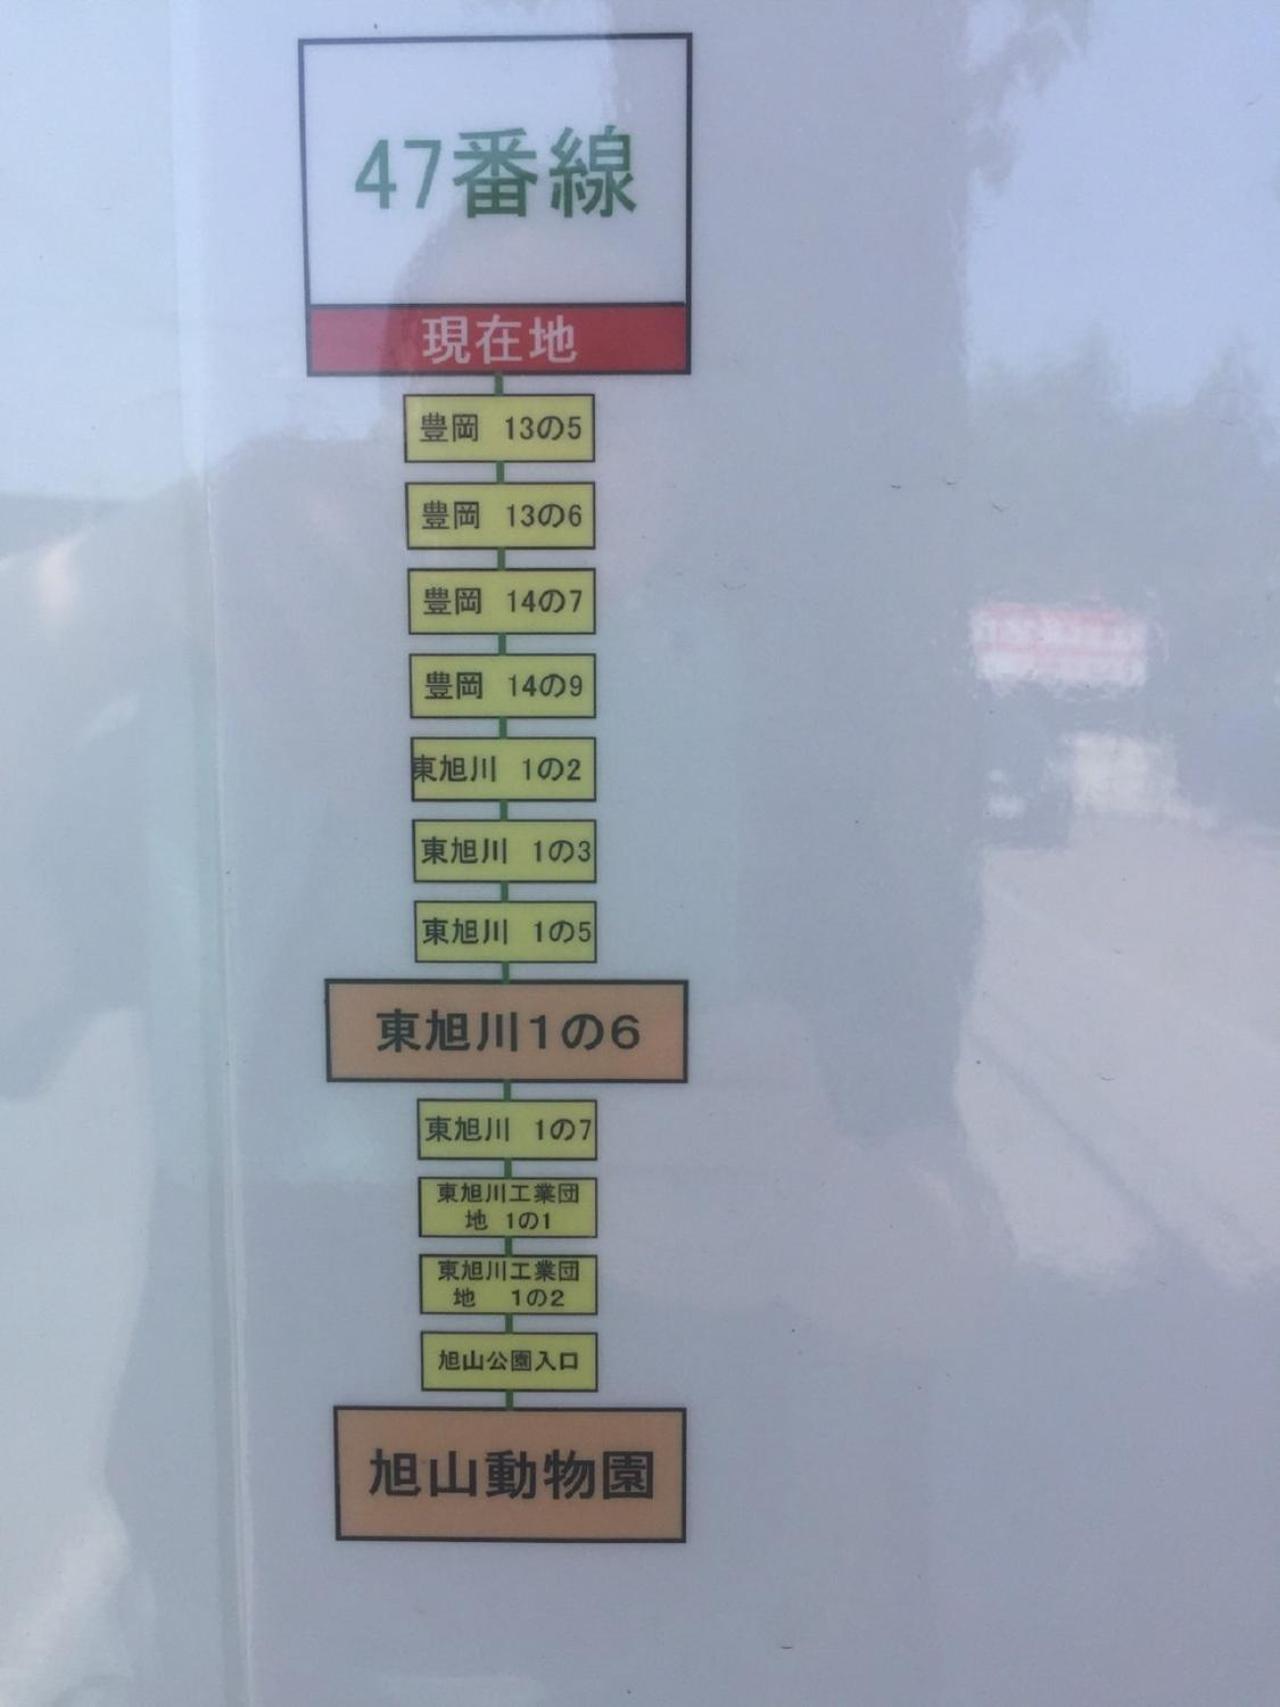 47番線
現在地
豊岡 13の5
豊岡 13の6
豊岡 14の7
豊岡 14の9
東旭川 1の2
東旭川 1の3
東旭川 1の5
東旭川1の6
東旭川 1の7
東旭川工業団
地 1の1
東旭川工業団
地 1の2
旭山公園入口
旭山動物園